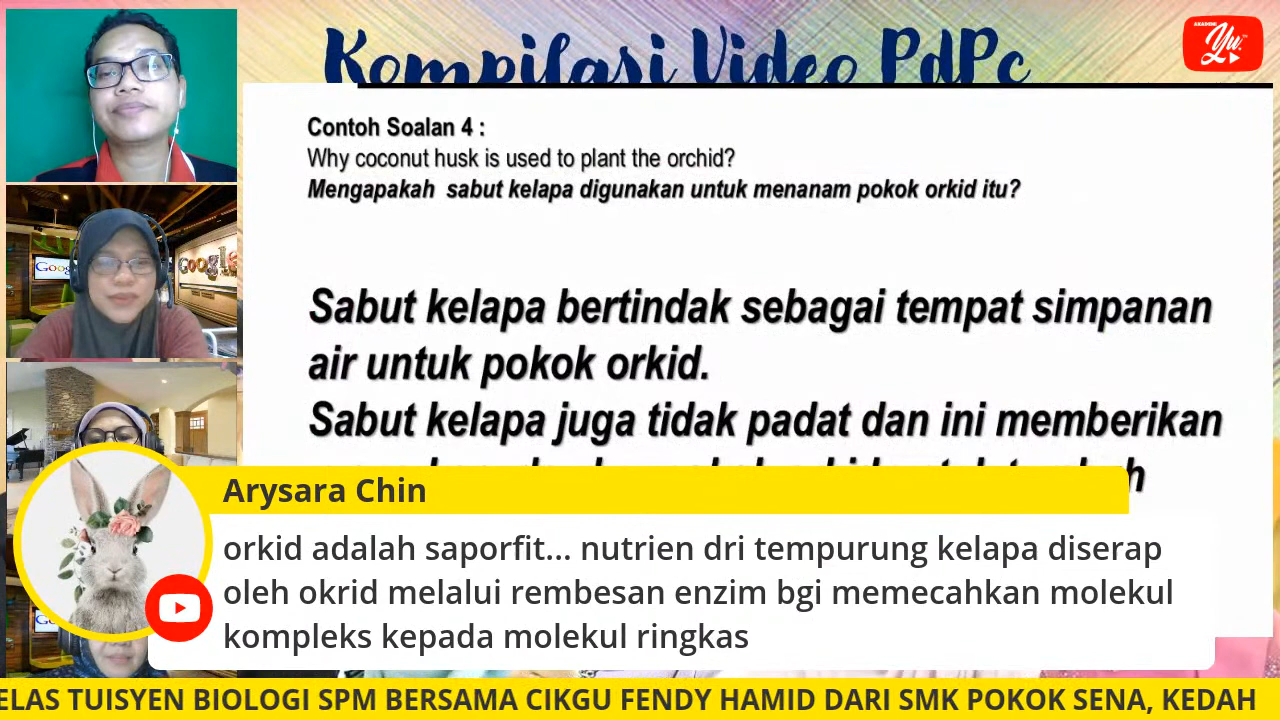 Kompilasi Video PdPc
AKADEMI
Yu.
Contoh Soalan 4 :
Why coconut husk is used to plant the orchid?
Mengapakah sabut kelapa digunakan untuk menanam pokok orkid itu?
Sabut kelapa bertindak sebagai tempat simpanan
air untuk pokok orkid.
Sabut kelapa juga tidak padat dan ini memberikan
Arysara Chin
orkid adalah saporfit... nutrien dri tempurung kelapa diserap
oleh okrid melalui rembesan enzim bgi memecahkan molekul
kompleks kepada molekul ringkas
ELAS TUISYEN BIOLOGI SPM BERSAMA CIKGU FENDY HAMID DARI SMK POKOK SENA, KEDAH